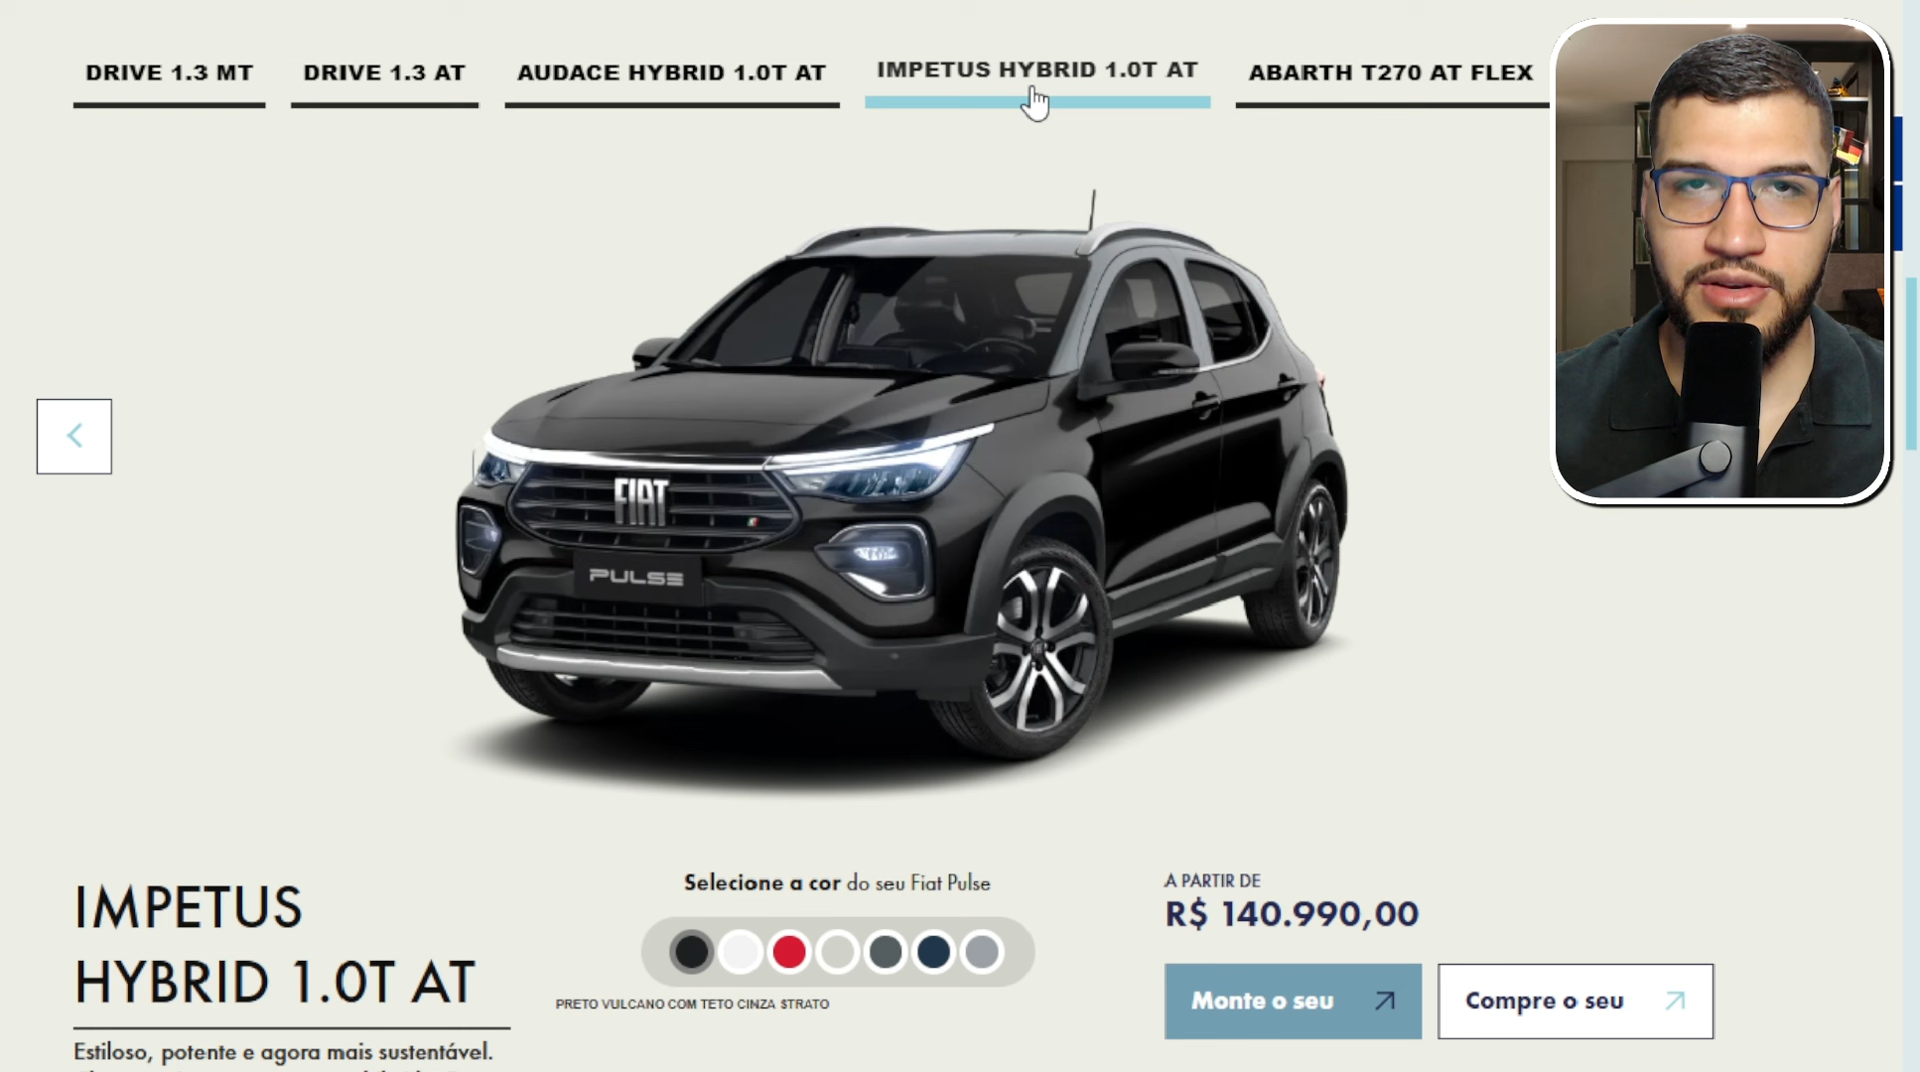 DRIVE 1.3 MT
DRIVE 1.3 AT
AUDACE HYBRID 1.0T AT
IMPETUS HYBRID 1.0T AT
ABARTH T270 AT FLEX
FIAT
PULSE
IMPETUS
HYBRID 1.0T AT
Estiloso, potente e agora mais sustentável.
Selecione a cor do seu Fiat Pulse
PRETO VULCANO COM TETO CINZA STRATO
A PARTIR DE
R$ 140.990,00
Monte o seu
Compre o seu